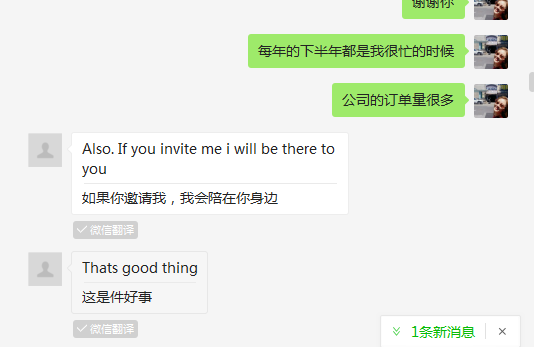 谢谢你
每年的下半年都是我很忙的时候
公司的订单量很多
Also. If you invite me i will be there to
you
如果你邀请我，我会陪在你身边
微信翻译
Thats good thing
这是件好事
微信翻译
1条新消息